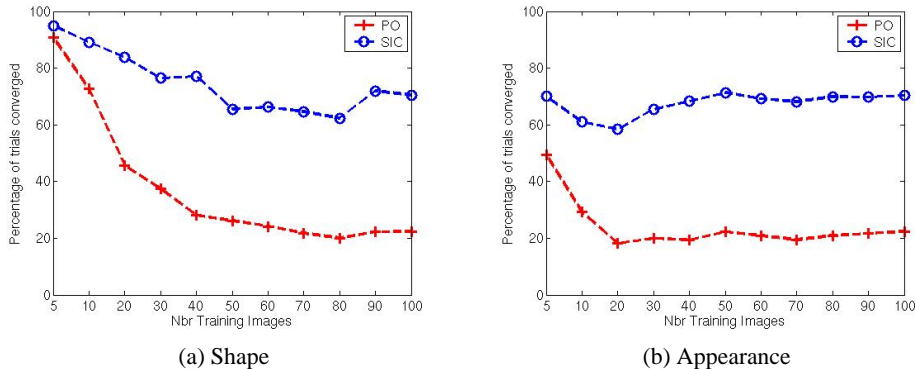 PO
SIC
Percentage of trials converged
100
80
60
40
20
0
5 10 20 30 40 50 60 70 80 90 100
Nbr Training Images
(a) Shape
PO
SIC
Percentage of trials converged
100
80
60
40
20
0
5 10 20 30 40 50 60 70 80 90 100
Nbr Training Images
(b) Appearance